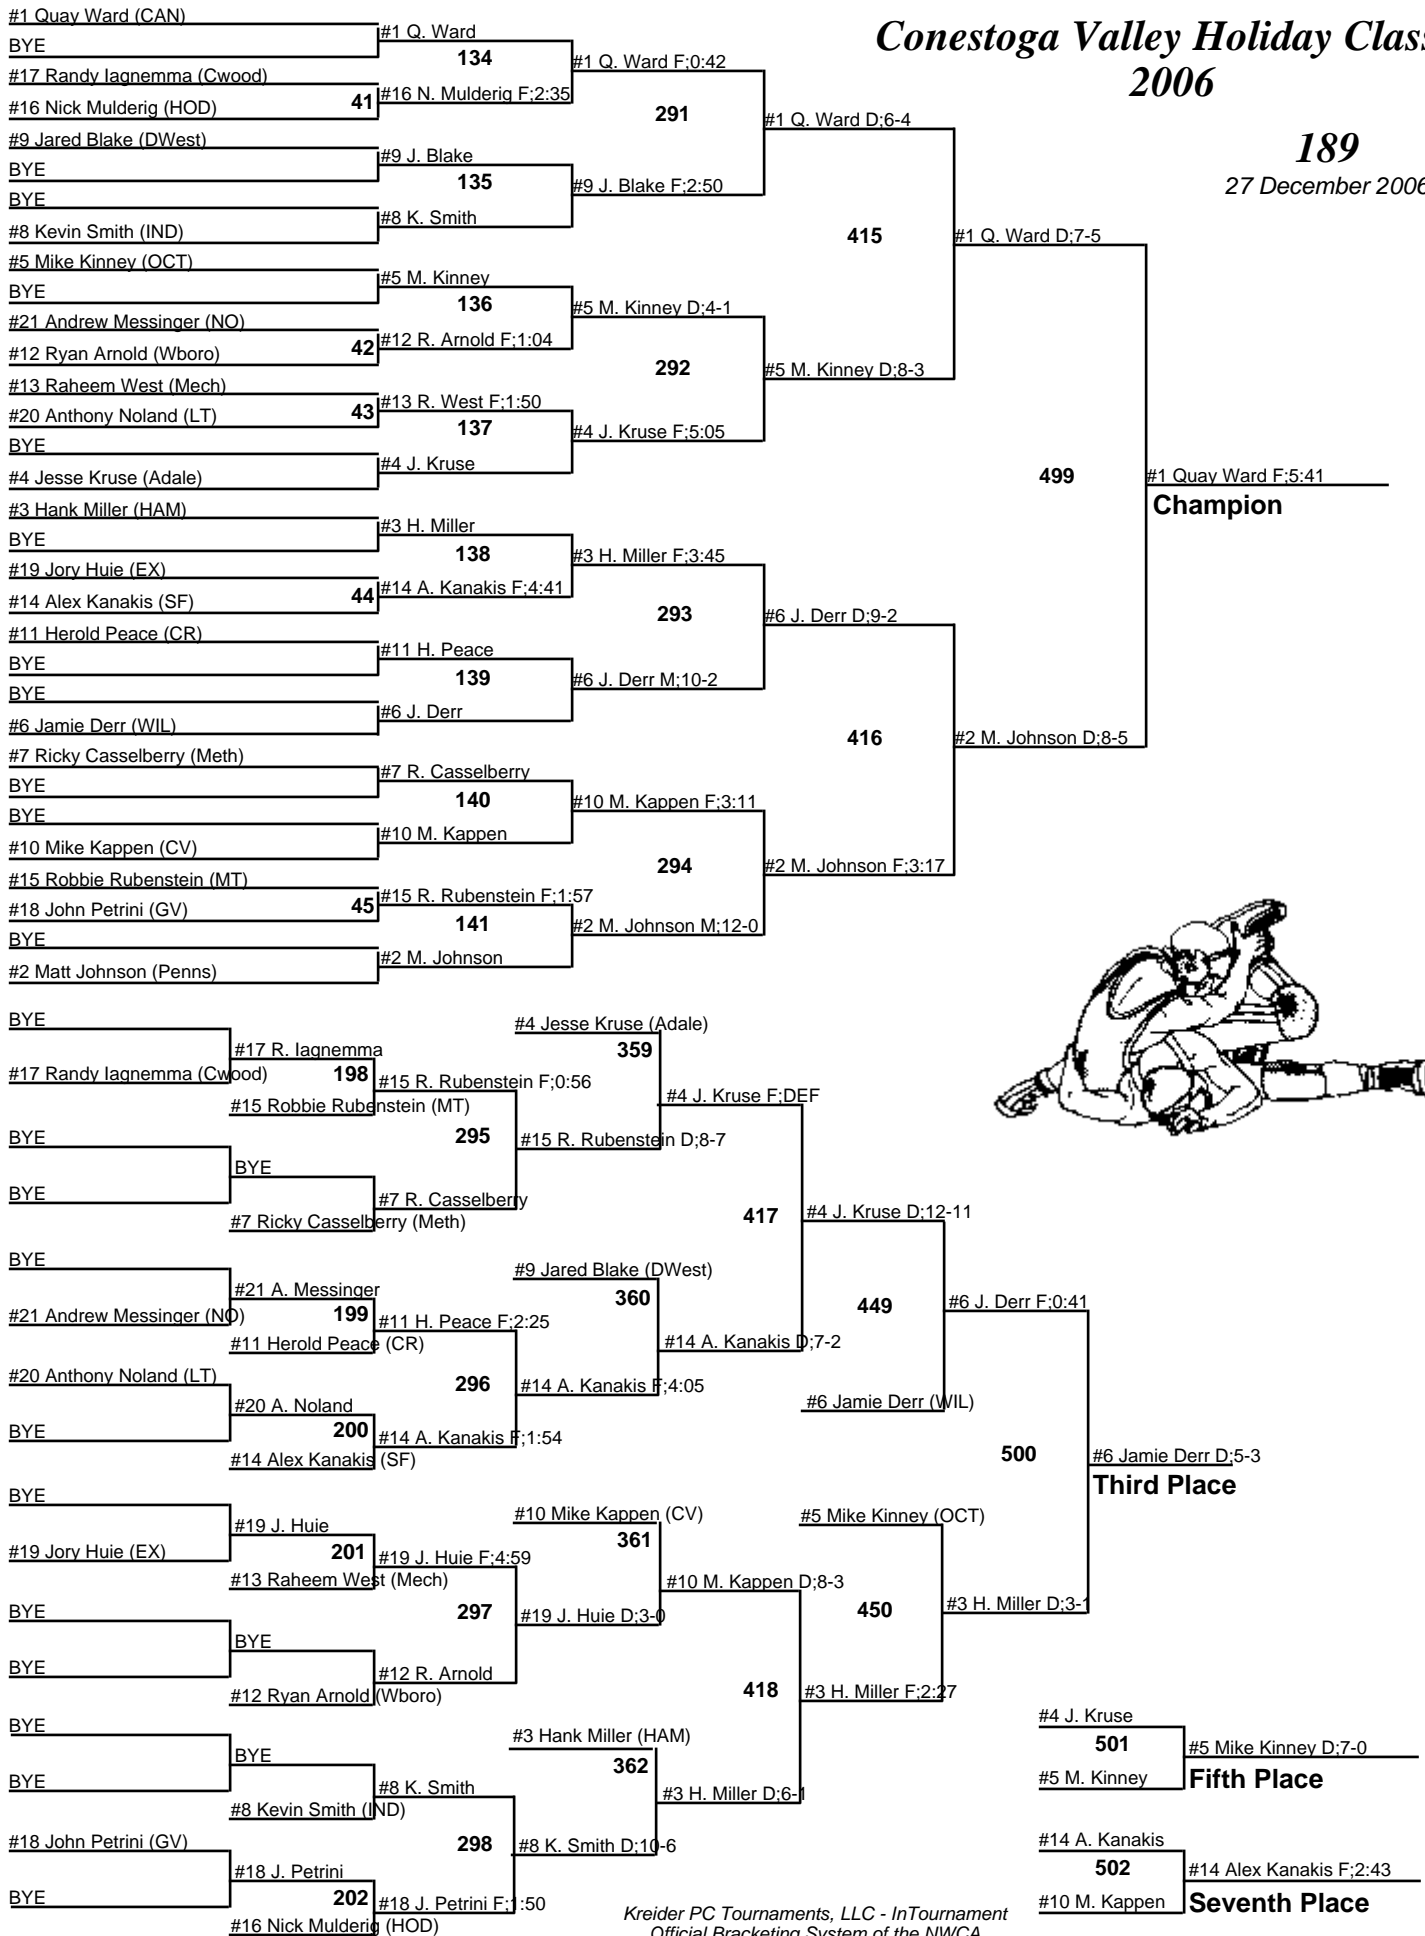 Conestoga Valley Holiday Clas
2006
189
27 December 2006
#1 Quay Ward (CAN)
BYE
#17 Randy Iagnemma (Cwood)
#16 Nick Mulderig (HOD)
#9 Jared Blake (DWest)
BYE
BYE
#8 Kevin Smith (IND)
#5 Mike Kinney (OCT)
BYE
#21 Andrew Messinger (NO)
#12 Ryan Arnold (Wboro)
#13 Raheem West (Mech)
#20 Anthony Noland (LT)
BYE
#4 Jesse Kruse (Adale)
#3 Hank Miller (HAM)
BYE
#19 Jory Huie (EX)
#14 Alex Kanakis (SF)
#11 Herold Peace (CR)
BYE
BYE
#6 Jamie Derr (WIL)
#7 Ricky Casselberry (Meth)
BYE
BYE
#10 Mike Kappen (CV)
#15 Robbie Rubenstein (MT)
#18 John Petrini (GV)
BYE
#2 Matt Johnson (Penns)
41
42
43
44
45
#1 Q. Ward
134
#16 N. Mulderig F;2:35
#9 J. Blake
135
#8 K. Smith
#5 M. Kinney
136
#12 R. Arnold F;1:04
#13 R. West F;1:50
137
#4 J. Kruse
#3 H. Miller
138
#14 A. Kanakis F;4:41
#11 H. Peace
139
#6 J. Derr
#7 R. Casselberry
140
#10 M. Kappen
#15 R. Rubenstein F;1:57
141
#2 M. Johnson
#1 Q. Ward F;0:42
291
#9 J. Blake F;2:50
#5 M. Kinney D;4-1
292
#4 J. Kruse F;5:05
#3 H. Miller F;3:45
293
#6 J. Derr M;10-2
#10 M. Kappen F;3:11
294
#2 M. Johnson M;12-0
#1 Q. Ward D;6-4
415
#5 M. Kinney D;8-3
#6 J. Derr D;9-2
416
#2 M. Johnson F;3:17
#1 Q. Ward D;7-5
499
#2 M. Johnson D;8-5
#1 Quay Ward F;5:41
Champion
BYE
#17 Randy Iagnemma (Cwood)
BYE
BYE
BYE
#21 Andrew Messinger (NO)
#20 Anthony Noland (LT)
BYE
BYE
#19 Jory Huie (EX)
BYE
BYE
BYE
BYE
#18 John Petrini (GV)
BYE
#17 R. Iagnemma
198
#15 Robbie Rubenstein (MT)
BYE
#7 Ricky Casselberry (Meth)
#21 A. Messinger
199
#11 Herold Peace (CR)
#20 A. Noland
200
#14 Alex Kanakis (SF)
#19 J. Huie
201
#13 Raheem West (Mech)
BYE
#12 Ryan Arnold (Wboro)
BYE
#8 Kevin Smith (IND)
#18 J. Petrini
202
#16 Nick Mulderig (HOD)
#15 R. Rubenstein F;0:56
295
#7 R. Casselberry
#11 H. Peace F;2:25
296
#14 A. Kanakis F;1:54
#19 J. Huie F;4:59
297
#12 R. Arnold
#8 K. Smith
298
#18 J. Petrini F;1:50
#4 Jesse Kruse (Adale)
359
#15 R. Rubenstein D;8-7
#9 Jared Blake (DWest)
360
#14 A. Kanakis F;4:05
#10 Mike Kappen (CV)
361
#19 J. Huie D;3-0
#3 Hank Miller (HAM)
362
#8 K. Smith D;10-6
#4 J. Kruse F;DEF
417
#14 A. Kanakis D;7-2
#10 M. Kappen D;8-3
418
#3 H. Miller D;6-1
#4 J. Kruse D;12-11
449
#6 Jamie Derr (WIL)
#5 Mike Kinney (OCT)
450
#3 H. Miller F;2:27
#6 J. Derr F;0:41
500
#3 H. Miller D;3-1
#6 Jamie Derr D;5-3
Third Place
#4 J. Kruse
501
#5 M. Kinney
#5 Mike Kinney D;7-0
Fifth Place
#14 A. Kanakis
502
#10 M. Kappen
#14 Alex Kanakis F;2:43
Seventh Place
Kreider PC Tournaments, LLC - InTournament
Official Bracketing System of the NWCA